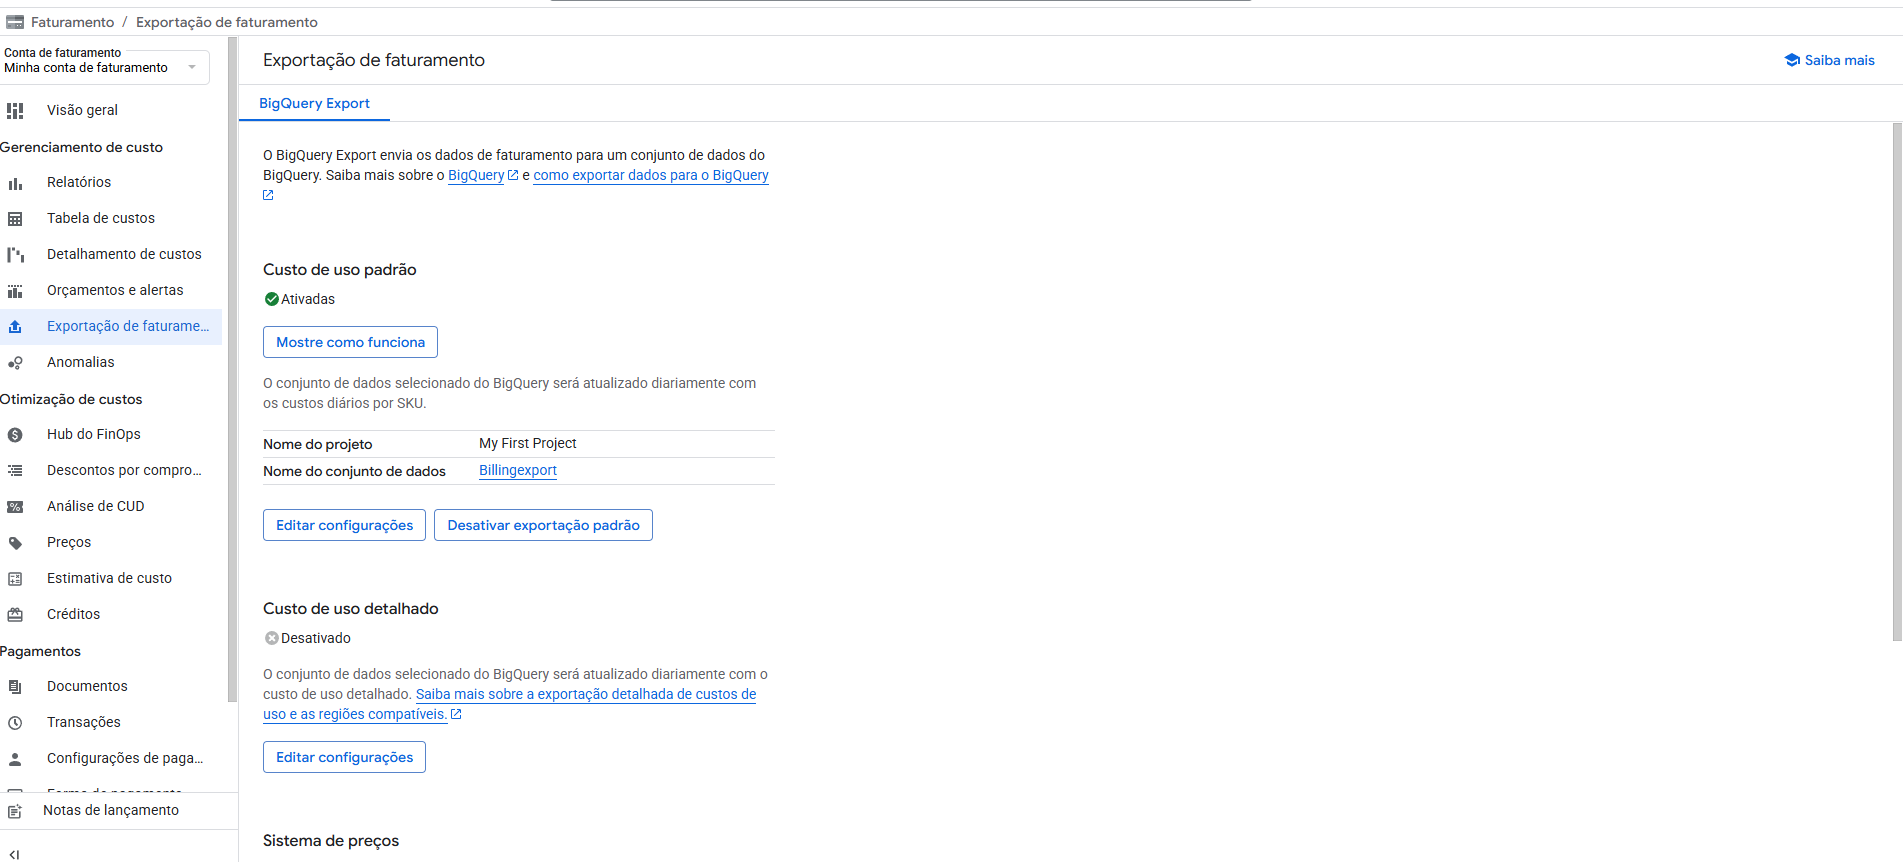 Faturamento / Exportação de faturamento
Conta de faturamento
Minha conta de faturamento
Visão geral
Gerenciamento de custo
Relatórios
Tabela de custos
Detalhamento de custos
Orçamentos e alertas
Exportação de faturame...
Anomalias
Otimização de custos
Hub do FinOps
Descontos por compro...
Análise de CUD
Preços
Estimativa de custo
Créditos
Pagamentos
Documentos
Transações
Configurações de paga...
Notas de lançamento
Exportação de faturamento
Saiba mais
BigQuery Export
O BigQuery Export envia os dados de faturamento para um conjunto de dados do
BigQuery. Saiba mais sobre o BigQuery e como exportar dados para o BigQuery
Custo de uso padrão
Ativadas
Mostre como funciona
O conjunto de dados selecionado do BigQuery será atualizado diariamente com
os custos diários por SKU.
Nome do projeto My First Project
Nome do conjunto de dados Billingexport
Editar configurações Desativar exportação padrão
Custo de uso detalhado
Desativado
O conjunto de dados selecionado do BigQuery será atualizado diariamente com o
custo de uso detalhado. Saiba mais sobre a exportação detalhada de custos de
uso e as regiões compatíveis.
Editar configurações
Sistema de preços